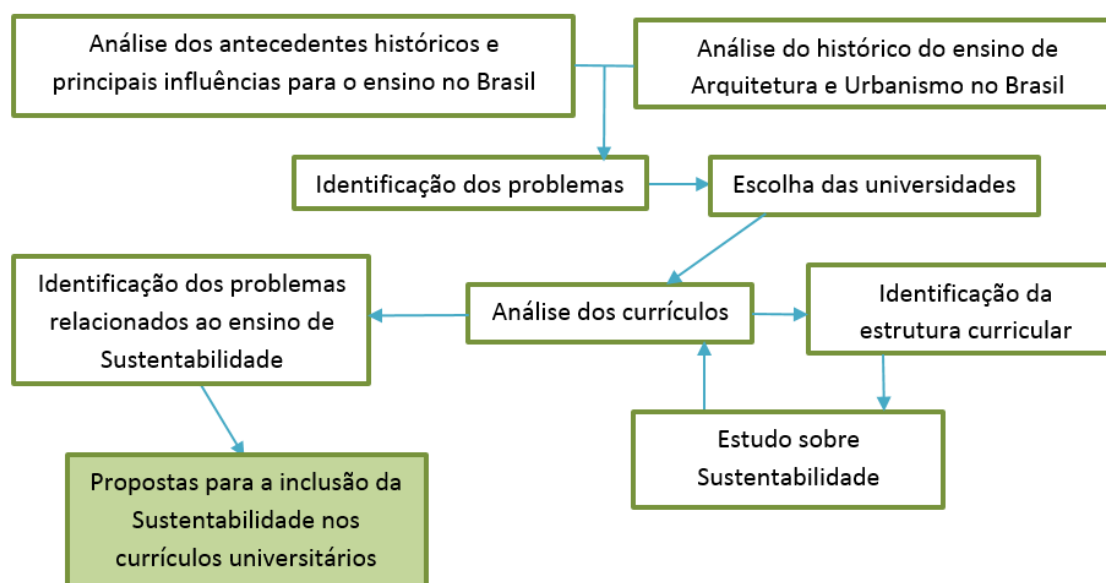 Análise dos antecedentes históricos e
principais influências para o ensino no Brasil
Análise do histórico do ensino de
Arquitetura e Urbanismo no Brasil
Identificação dos problemas
Escolha das universidades
Identificação dos problemas
relacionados ao ensino de
Sustentabilidade
Análise dos currículos
Identificação da
estrutura curricular
Estudo sobre
Sustentabilidade
Propostas para a inclusão da
Sustentabilidade nos
currículos universitários